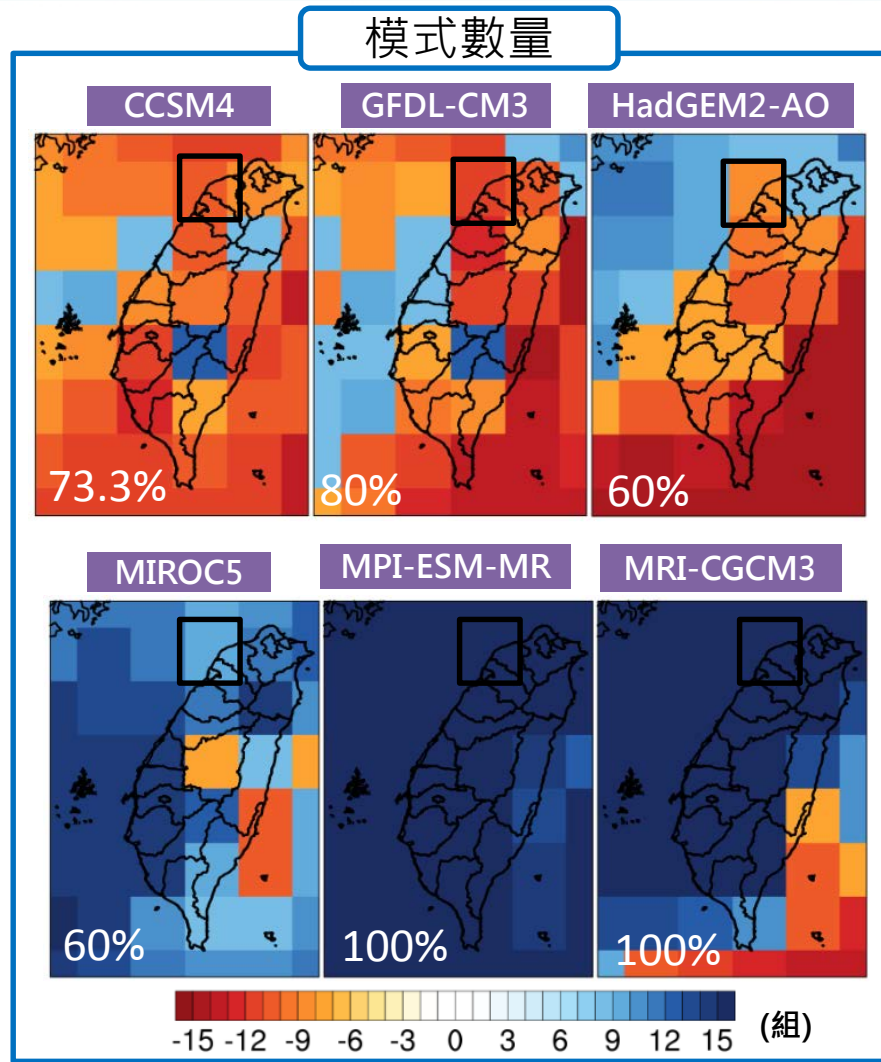 模式數量
CCSM4
GFDL-CM3
HadGEM2-AO
73.3%
80%
60%
MIROC5
MPI-ESM-MR
MRI-CGCM3
60%
100%
100%
-15 -12 -9 -6 -3 0 3 6 9 12 15 (組)